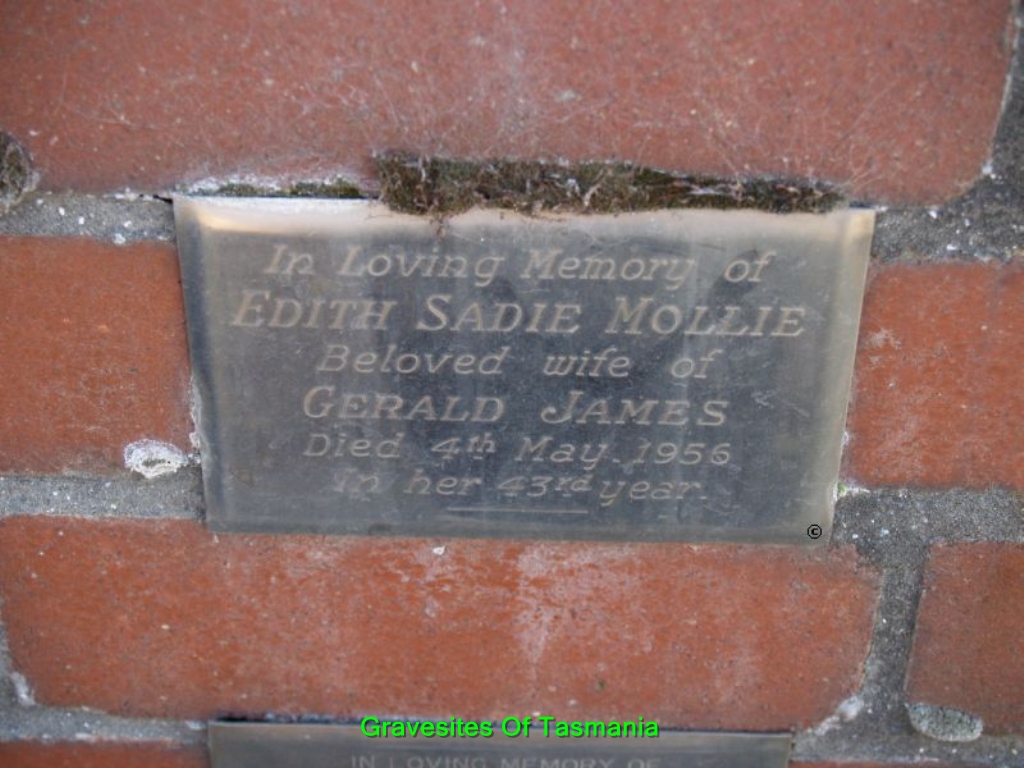 In Loving Memory of
EDITH SADIE MOLLIE
Beloved wife of
GERALD JAMES
Died 4th May. 1956
In her 43rd year.
©
Gravesites Of Tasmania
IN LOVING MEMORY OF